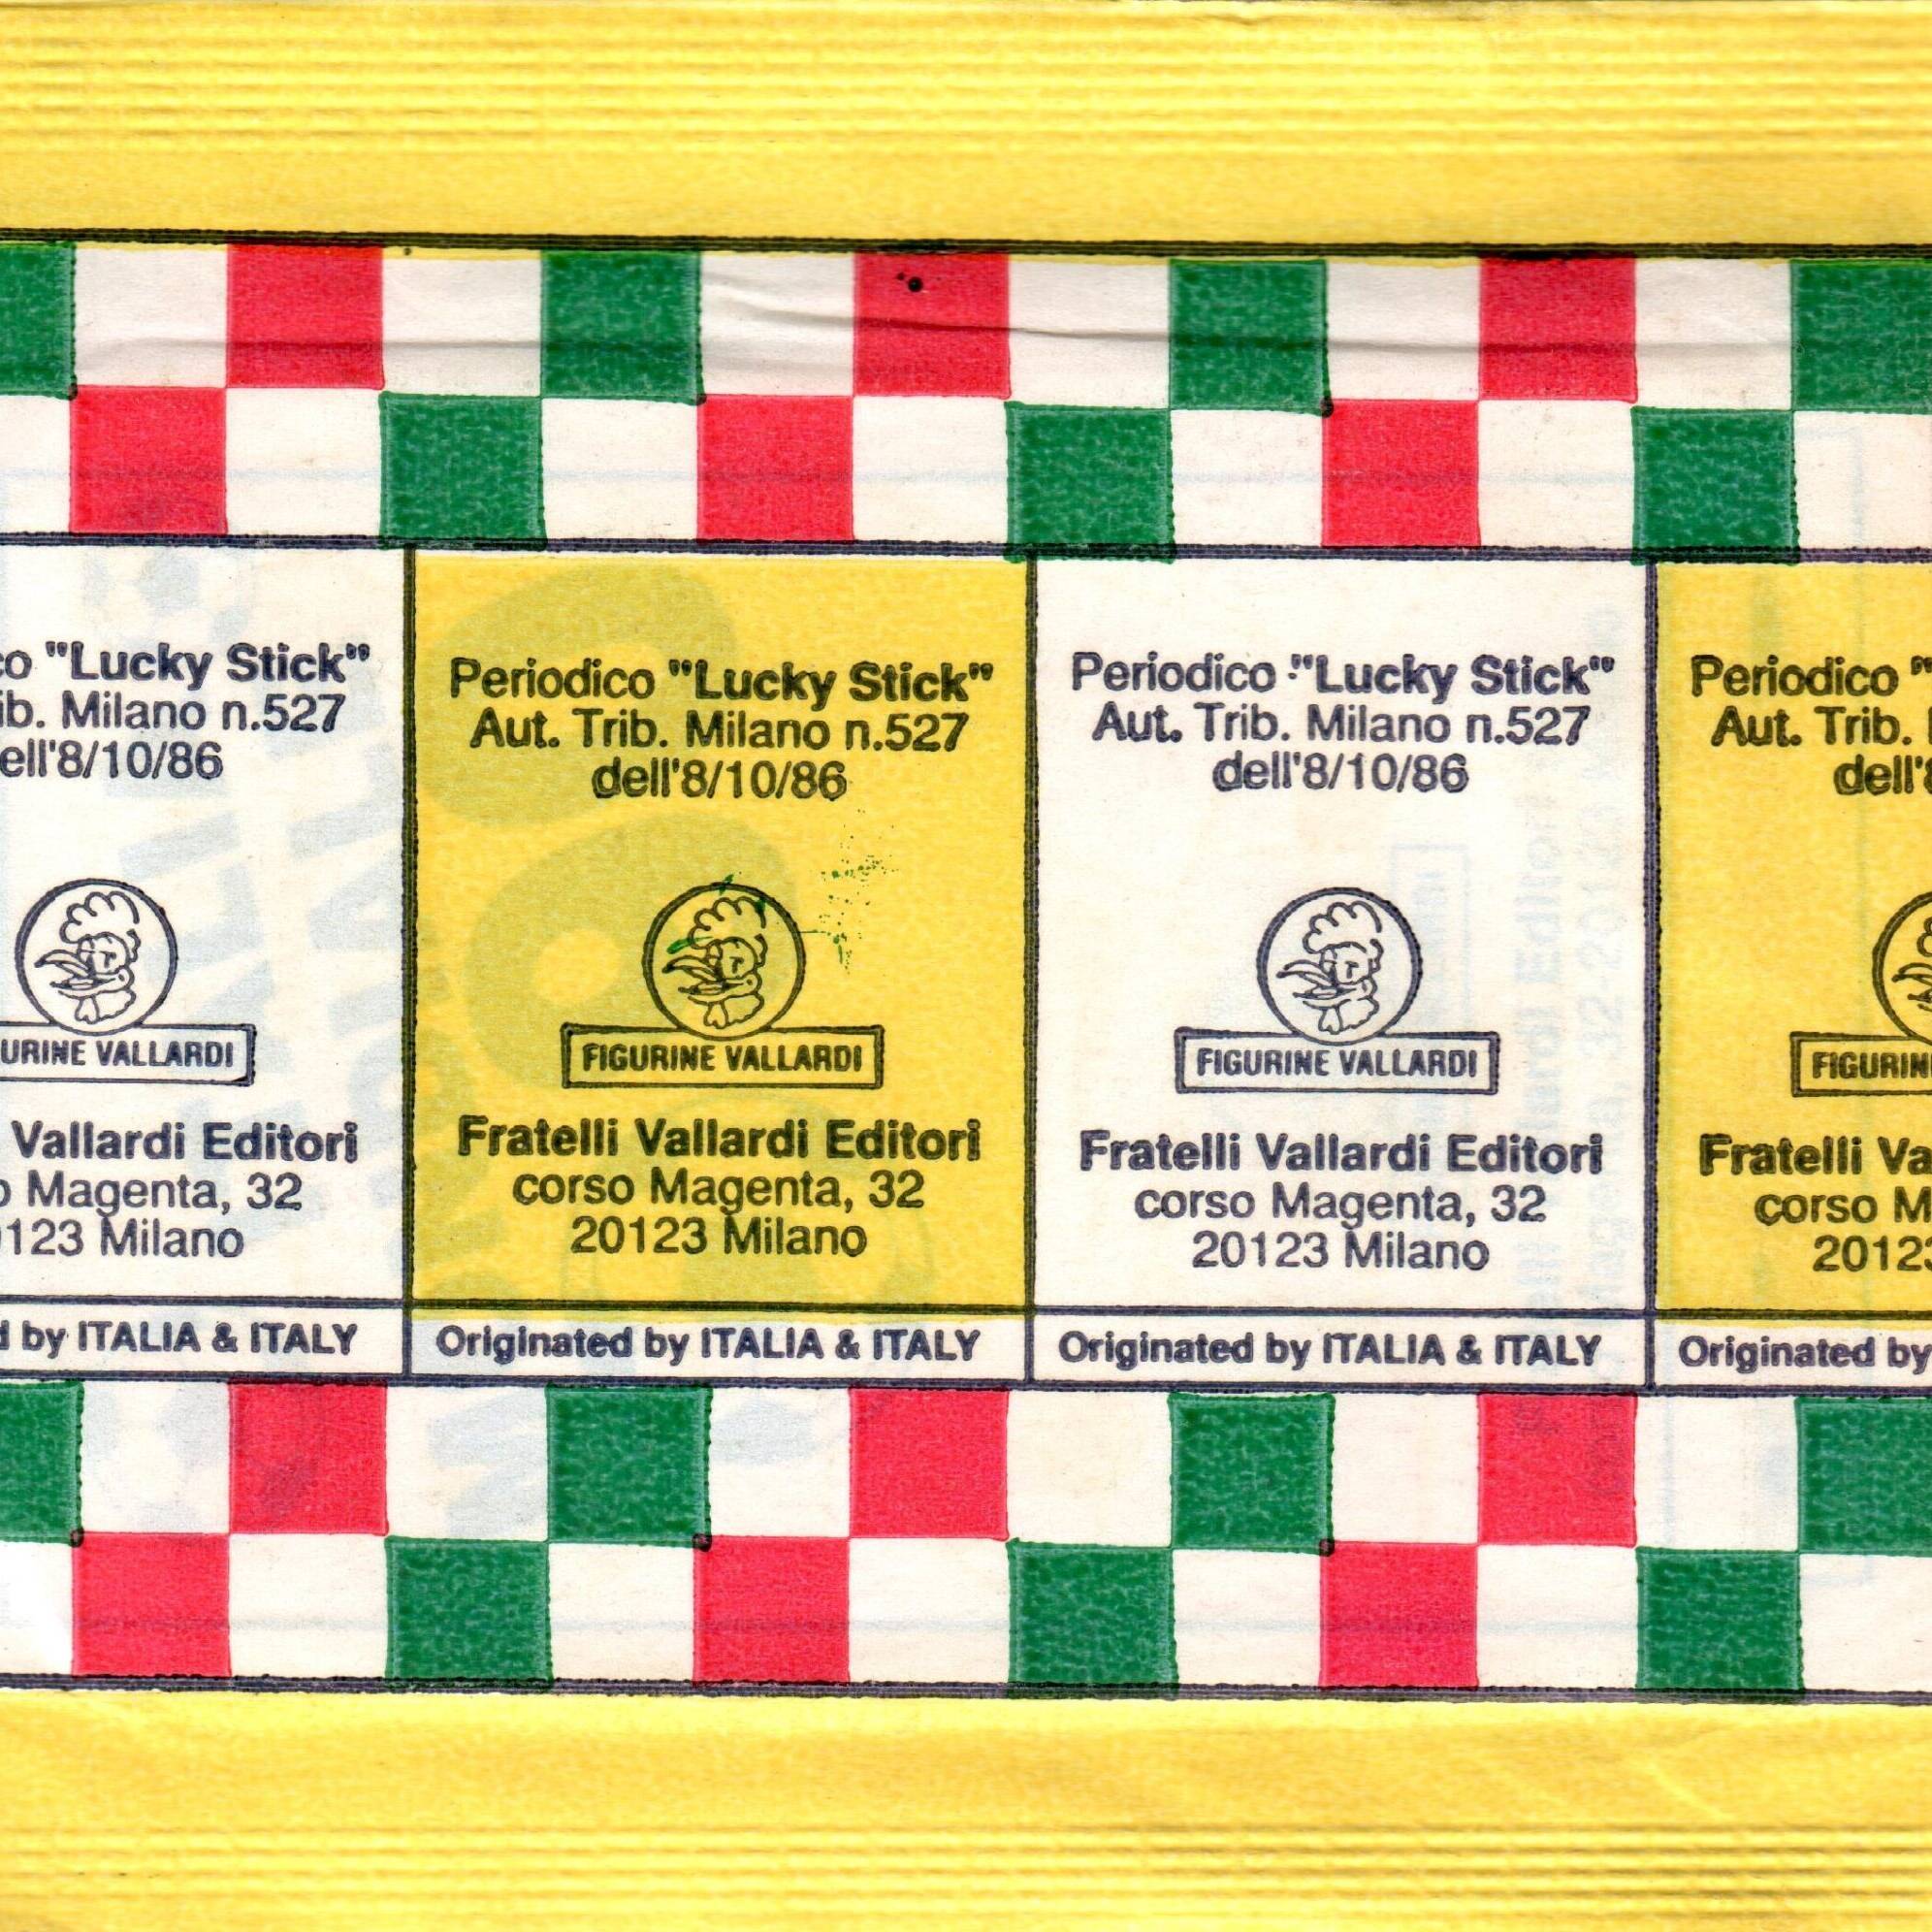 co "Lucky Stick"
ib. Milano n.527
ell'8/10/86
URINE VALLARDI
Vallardi Editori
o Magenta, 32
0123 Milano
d by ITALIA & ITALY
Periodico "Lucky Stick"
Aut. Trib. Milano n.527
dell'8/10/86
FIGURINE VALLARDI
Fratelli Vallardi Editori
corso Magenta, 32
20123 Milano
Originated by ITALIA & ITALY
Periodico "Lucky Stick"
Aut. Trib. Milano n.527
dell'8/10/86
FIGURINE VALLARDI
Fratelli Vallardi Editori
corso Magenta, 32
20123 Milano
Originated by ITALIA & ITALY
Periodico "
Aut. Trib.
dell'8
FIGURIN
Fratelli Va
corso M
20123
Originated by